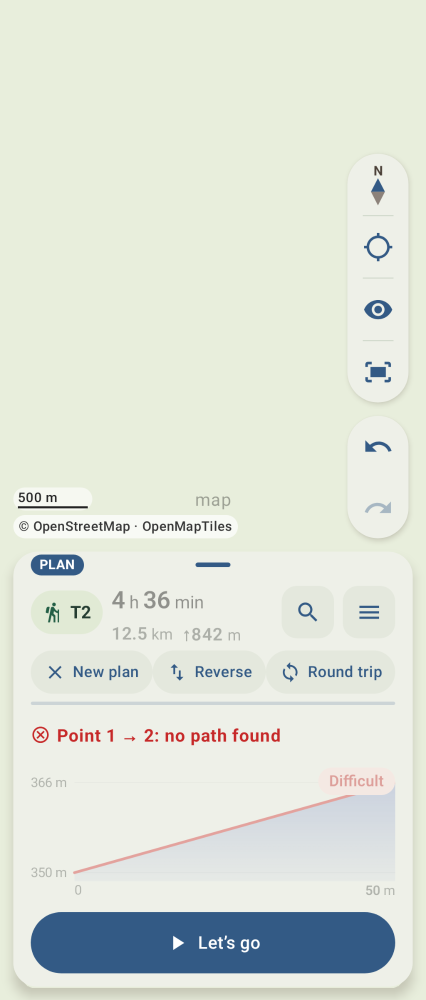 N
500 m
map
© OpenStreetMap · OpenMapTiles
PLAN
T2
4 h 36 min
12.5 km ↑842 m
New plan
Reverse
Round trip
Point 1 → 2: no path found
366 m
Difficult
350 m
0
50 m
Let's go